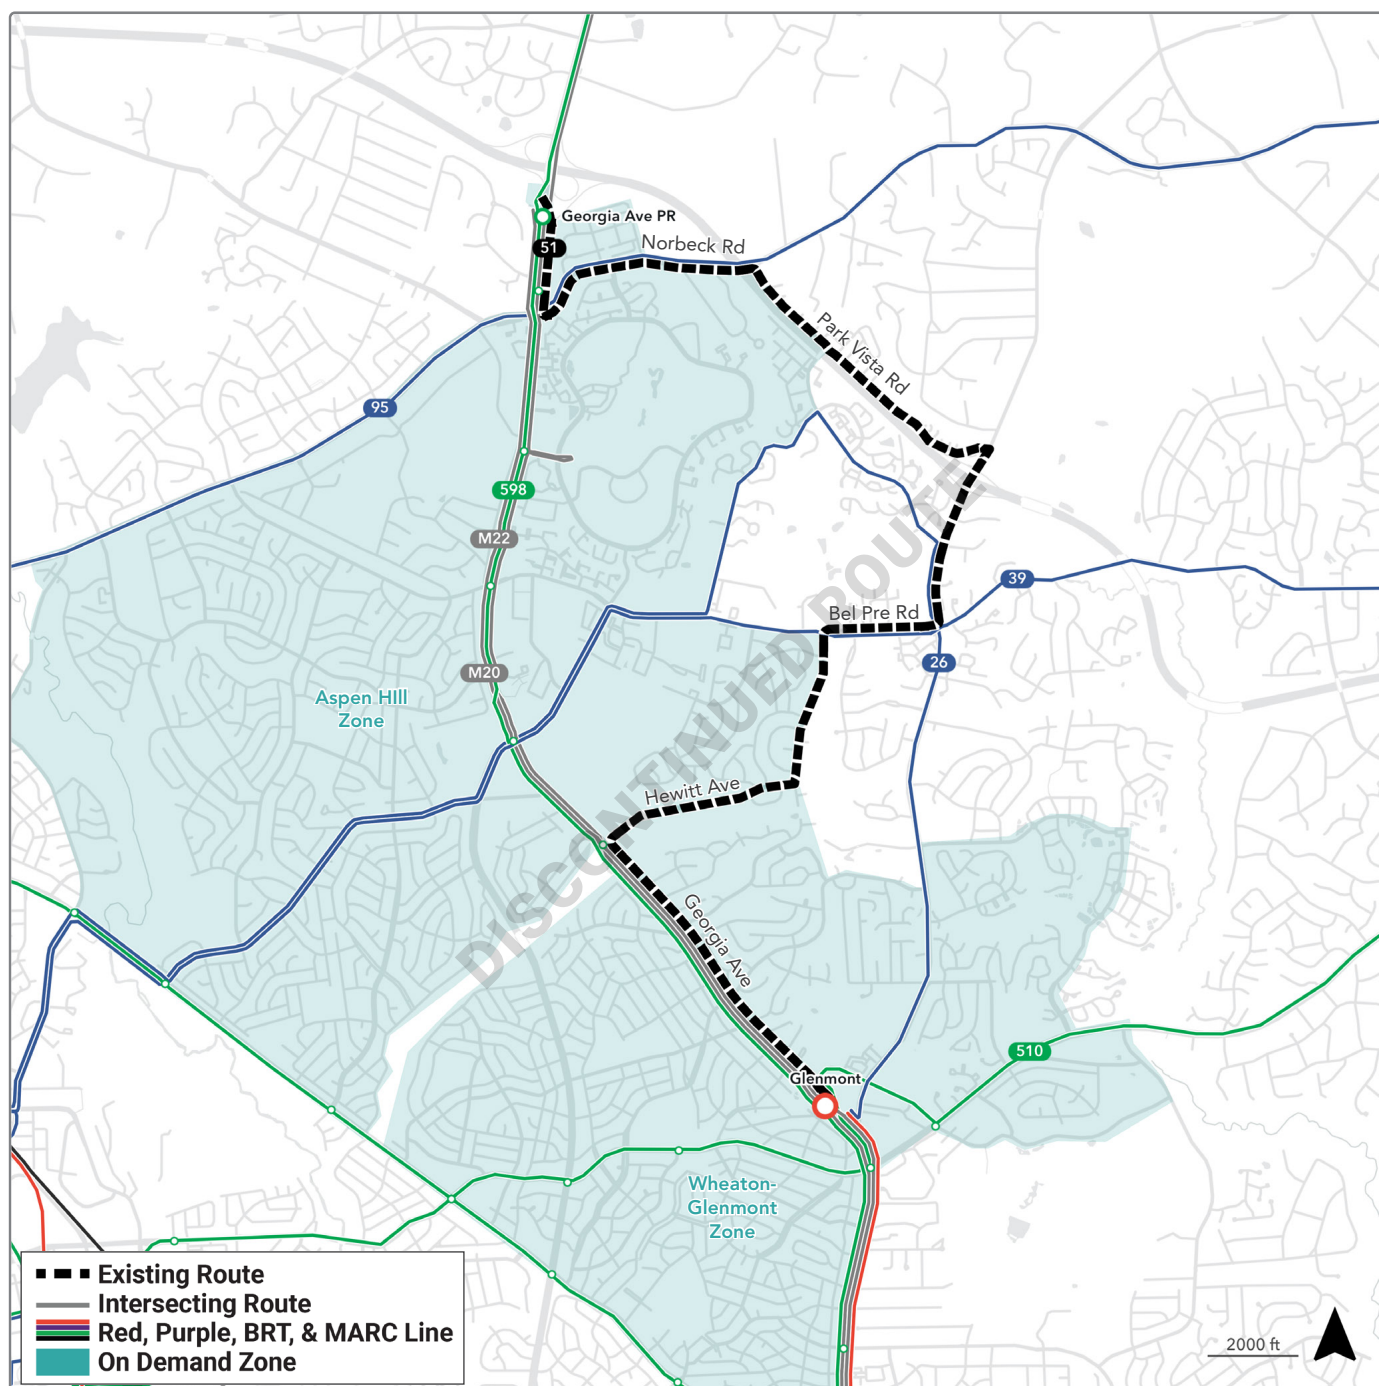 Georgia Ave PR
51
Norbeck Rd
Park Vista Rd
95
598
M22
39
Bel Pre Rd
26
M20
Aspen HIll
Zone
DISCONTINUED ROUTE
Hewitt Ave
Georgia Ave
510
Glenmont
Wheaton-
Glenmont
Zone
Existing Route
Intersecting Route
Red, Purple, BRT, & MARC Line
On Demand Zone
2000 ft